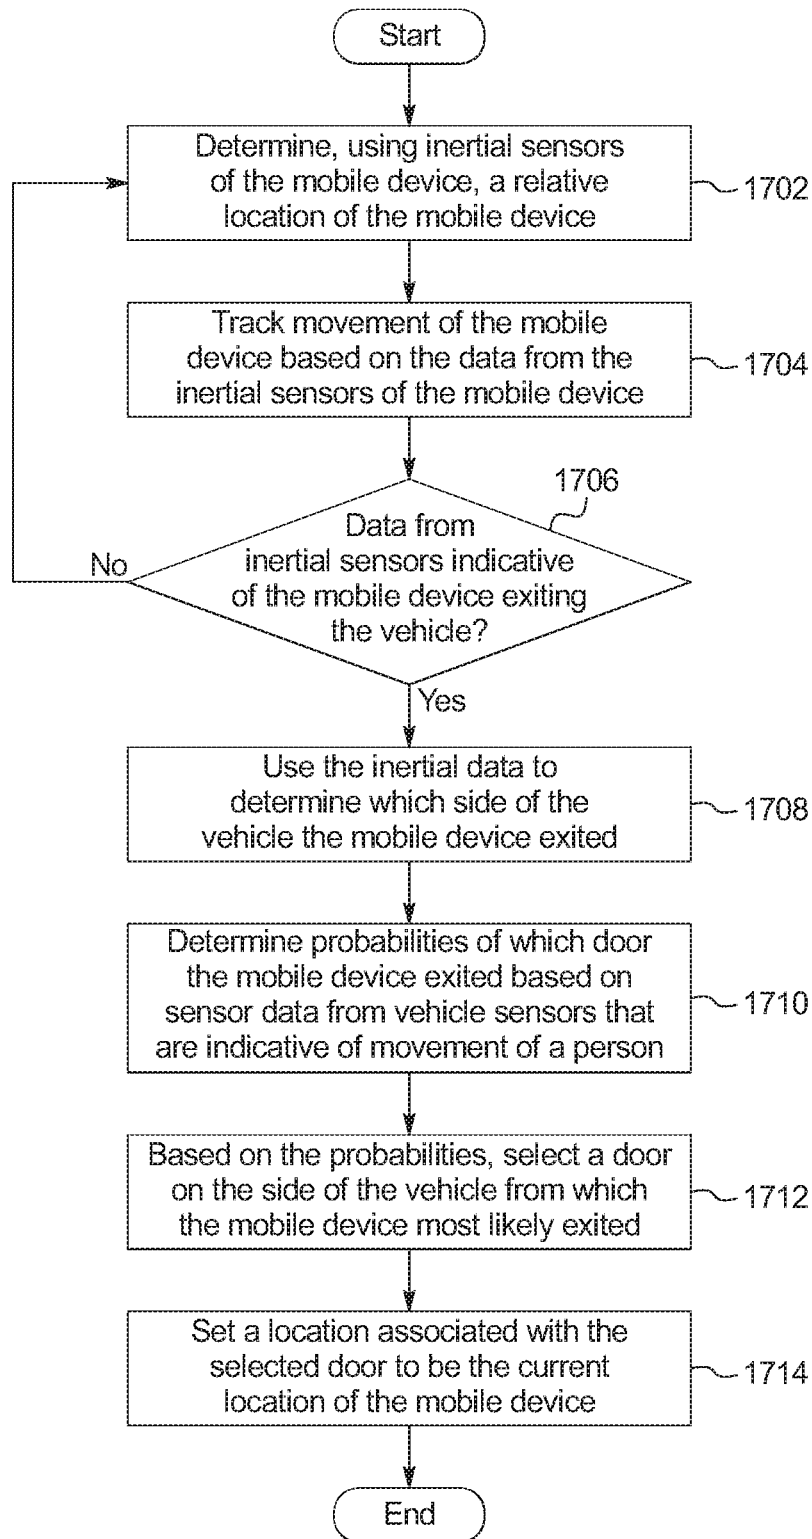 Start
Determine, using inertial sensors
of the mobile device, a relative
location of the mobile device
1702
Track movement of the mobile
device based on the data from the
inertial sensors of the mobile device
1704
1706
Data from
inertial sensors indicative
of the mobile device exiting
the vehicle?
No
Yes
Use the inertial data to
determine which side of the
vehicle the mobile device exited
1708
Determine probabilities of which door
the mobile device exited based on
sensor data from vehicle sensors that
are indicative of movement of a person
1710
Based on the probabilities, select a door
on the side of the vehicle from which
the mobile device most likely exited
1712
Set a location associated with the
selected door to be the current
location of the mobile device
1714
End